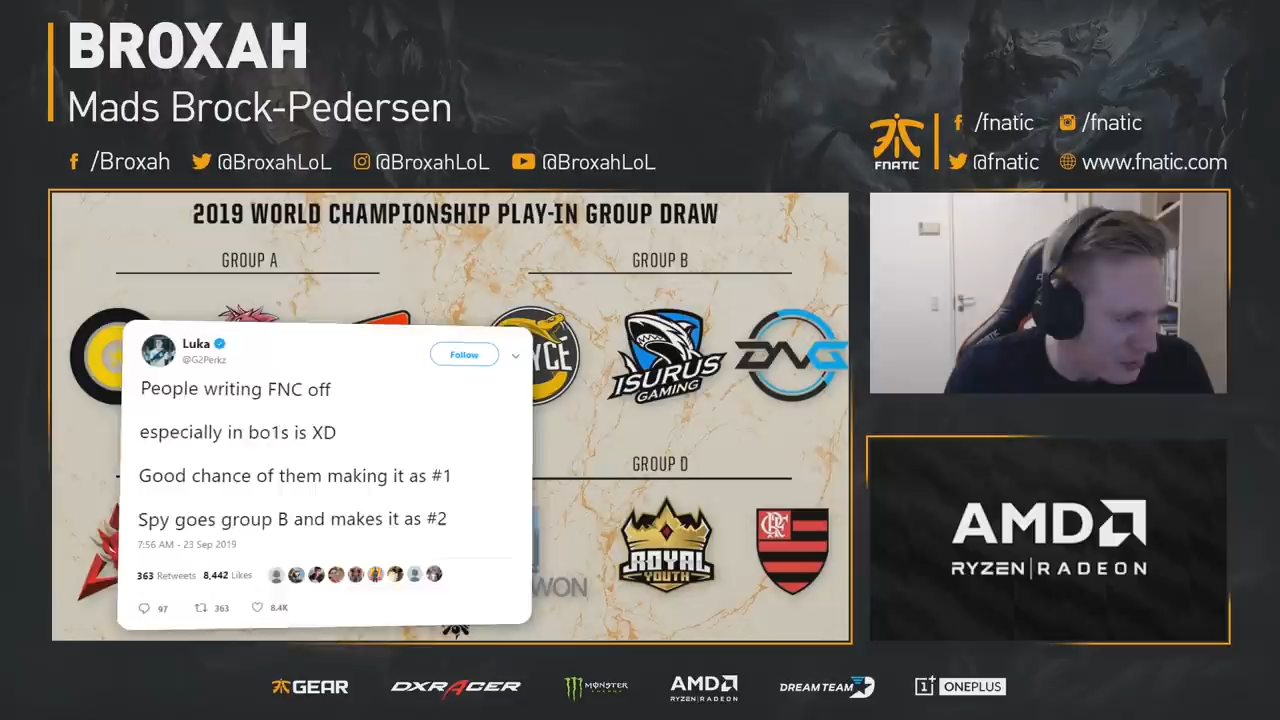 BROXAH
Mads Brock-Pedersen
/Broxah @BroxahLoL @BroxahLoL @BroxahLoL
FNATIC
/fnatic /fnatic
@fnatic www.fnatic.com
2019 WORLD CHAMPIONSHIP PLAY-IN GROUP DRAW
GROUP A GROUP B
ISURUS
GAMING
Luka
@G2Perkz
Follow
People writing FNC off
especially in bo1s is XD
Good chance of them making it as #1
Spy goes group B and makes it as #2
7:56 AM - 23 Sep 2019
363 Retweets 8,442 Likes
97 363 8.4K
GROUP D
ROYAL
YOUTH
AMD
RYZEN | RADEON
GEAR DXRACER MONSTER ENERGY AMD RYZEN | RADEON DREAM TEAM ONEPLUS